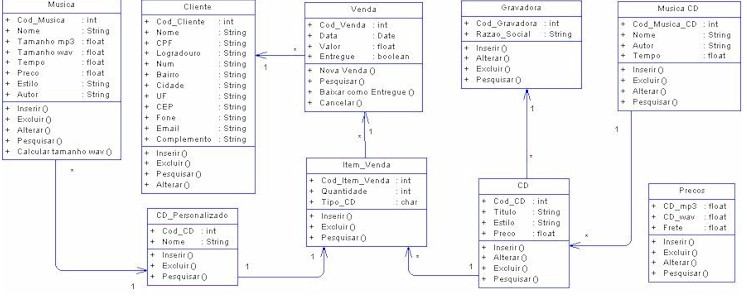 Musica
+ Cod_Musica : int
+ Nome : String
+ Tamanho mp3 : float
+ Tamanho wav : float
+ Tempo : float
+ Preco : float
+ Estilo : String
+ Autor : String
+ Inserir ()
+ Excluir ()
+ Alterar ()
+ Pesquisar ()
+ Calcular tamanho wav ()
Cliente
+ Cod_Cliente : int
+ Nome : String
+ CPF : String
+ Logradouro : String
+ Num : String
+ Bairro : String
+ Cidade : String
+ UF : String
+ CEP : String
+ Fone : String
+ Email : String
+ Complemento : String
+ Inserir ()
+ Excluir ()
+ Pesquisar ()
+ Alterar ()
Venda
+ Cod_Venda : int
+ Data : Date
+ Valor : float
+ Entregue : boolean
+ Nova Venda ()
+ Pesquisar ()
+ Baixar como Entregue ()
+ Cancelar ()
Gravadora
+ Cod_Gravadora : int
+ Razao_Social : String
+ Inserir ()
+ Alterar ()
+ Excluir ()
+ Pesquisar ()
Musica CD
+ Cod_Musica_CD : int
+ Nome : String
+ Autor : String
+ Tempo : float
+ Inserir ()
+ Excluir ()
+ Alterar ()
+ Pesquisar ()
*
1
1
*
1
*
1
*
Item_Venda
+ Cod_Item_Venda : int
+ Quantidade : int
+ Tipo_CD : char
+ Inserir ()
+ Excluir ()
+ Pesquisar ()
CD
+ Cod_CD : int
+ Titulo : String
+ Estilo : String
+ Preco : float
+ Inserir ()
+ Alterar ()
+ Excluir ()
+ Pesquisar ()
Precos
+ CD_mp3 : float
+ CD_wav : float
+ Frete : float
+ Inserir ()
+ Alterar ()
+ Excluir ()
+ Pesquisar ()
CD_Personalizado
+ Cod_CD : int
+ Nome : String
+ Inserir ()
+ Excluir ()
+ Pesquisar ()
*
1
1
1
*
1